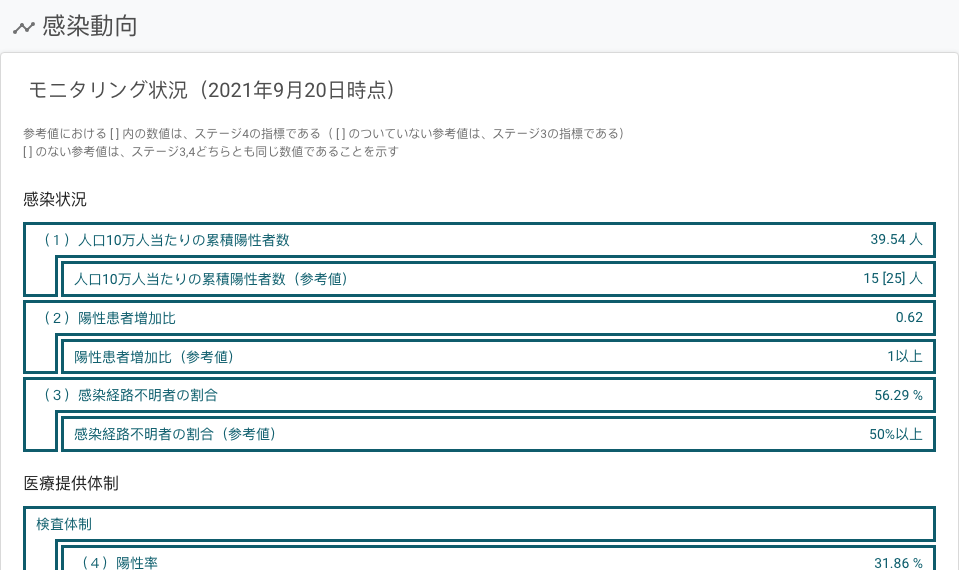 感染動向
モニタリング状況（2021年9月20日時点）
参考値における [ ] 内の数値は、ステージ4の指標である（ [ ] のついていない参考値は、ステージ3の指標である）
[ ] のない参考値は、ステージ3,4どちらとも同じ数値であることを示す
感染状況
（１）人口10万人当たりの累積陽性者数 39.54 人
人口10万人当たりの累積陽性者数（参考値） 15 [25] 人
（２）陽性患者増加比 0.62
陽性患者増加比（参考値） 1以上
（３）感染経路不明者の割合 56.29 %
感染経路不明者の割合（参考値） 50%以上
医療提供体制
検査体制
（４）陽性率 31.86 %